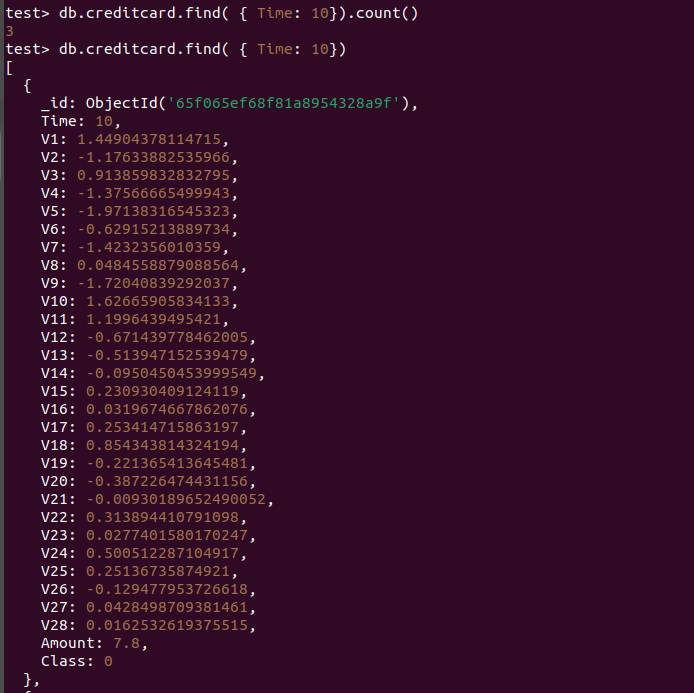 test> db.creditcard.find( { Time: 10}).count()
3
test> db.creditcard.find( { Time: 10})
[
  {
    _id: ObjectId('65f065ef68f81a8954328a9f'),
    Time: 10,
    V1: 1.44904378114715,
    V2: -1.17633882535966,
    V3: 0.913859832832795,
    V4: -1.37566665499943,
    V5: -1.97138316545323,
    V6: -0.62915213889734,
    V7: -1.4232356010359,
    V8: 0.0484558879088564,
    V9: -1.72040839292037,
    V10: 1.62665905834133,
    V11: 1.1996439495421,
    V12: -0.671439778462005,
    V13: -0.513947152539479,
    V14: -0.0950450453999549,
    V15: 0.230930409124119,
    V16: 0.0319674667862076,
    V17: 0.253414715863197,
    V18: 0.854343814324194,
    V19: -0.221365413645481,
    V20: -0.387226474431156,
    V21: -0.00930189652490052,
    V22: 0.313894410791098,
    V23: 0.0277401580170247,
    V24: 0.500512287104917,
    V25: 0.25136735874921,
    V26: -0.129477953726618,
    V27: 0.0428498709381461,
    V28: 0.0162532619375515,
    Amount: 7.8,
    Class: 0
  },
  {